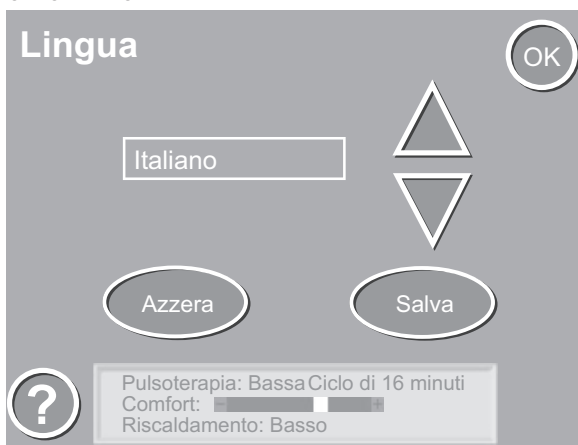 Lingua
OK
Italiano
Azzera
Salva
?
Pulsoterapia: Bassa Ciclo di 16 minuti
Comfort: - +
Riscaldamento: Basso